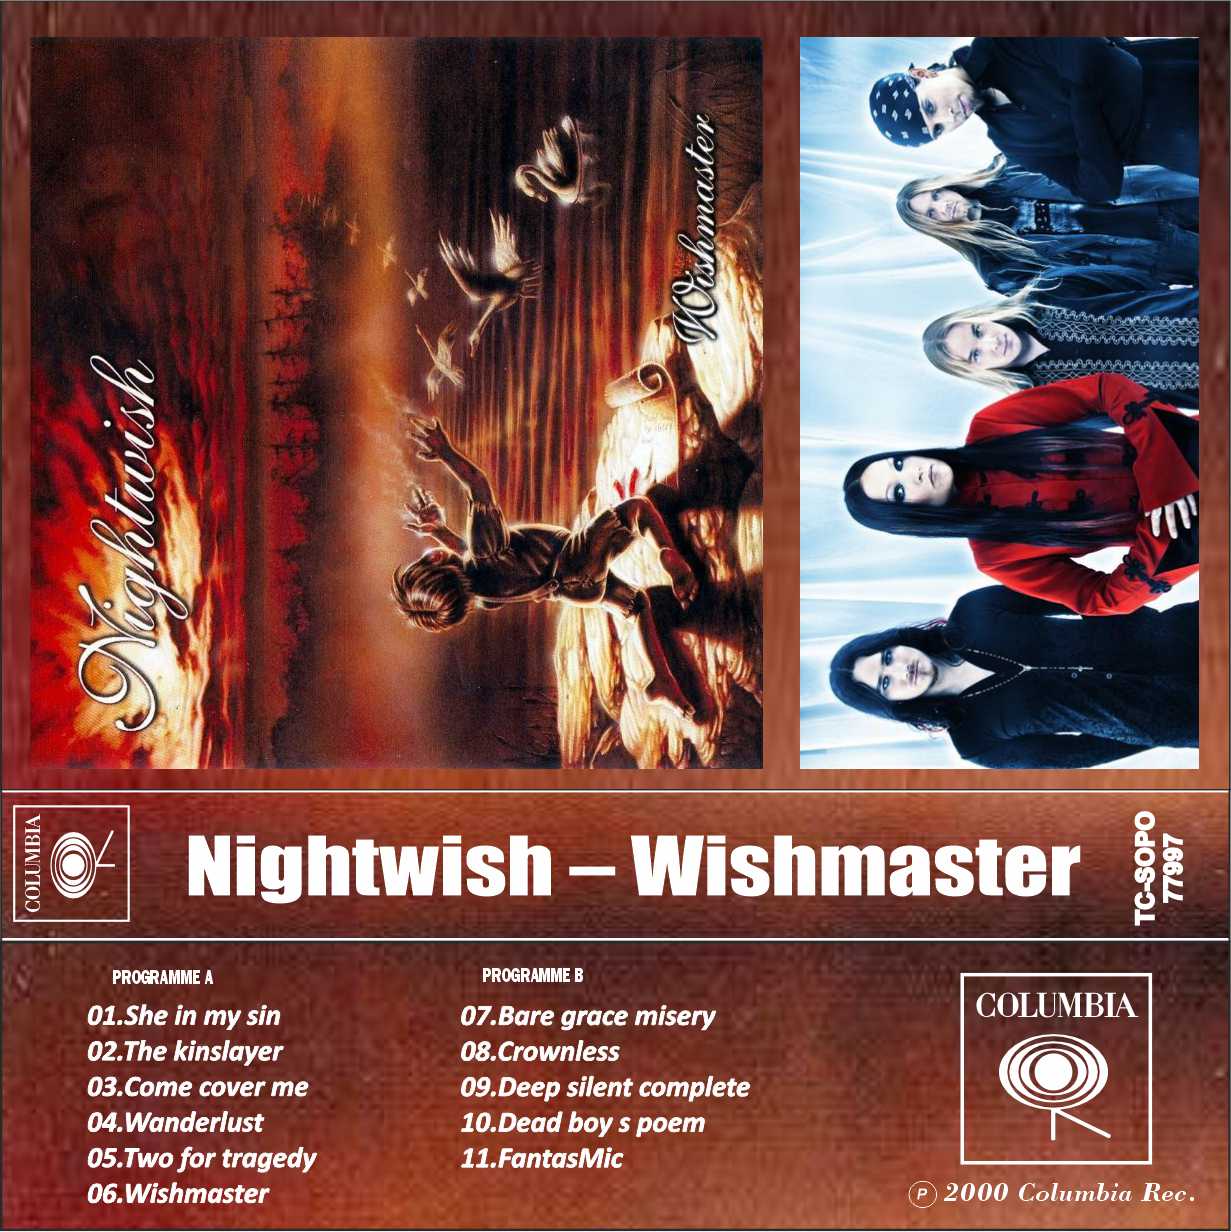 Nightwish
Wishmaster
COLUMBIA
Nightwish – Wishmaster
TC-SOPO
77997
PROGRAMME A
01.She in my sin
02.The kinslayer
03.Come cover me
04.Wanderlust
05.Two for tragedy
06.Wishmaster
PROGRAMME B
07.Bare grace misery
08.Crownless
09.Deep silent complete
10.Dead boy s poem
11.FantasMic
COLUMBIA
℗ 2000 Columbia Rec.